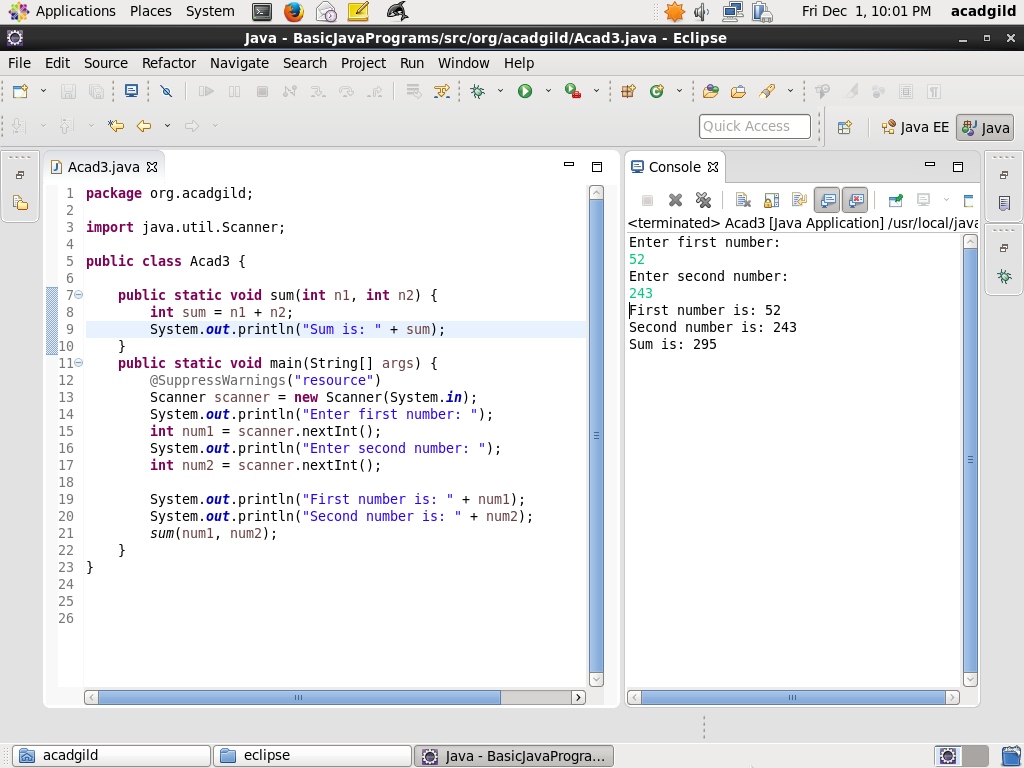 Applications Places System Fri Dec 1, 10:01 PM acadgild
Java - BasicJavaPrograms/src/org/acadgild/Acad3.java - Eclipse
File Edit Source Refactor Navigate Search Project Run Window Help
Quick Access Java EE Java
Acad3.java
1 package org.acadgild;
2
3 import java.util.Scanner;
4
5 public class Acad3 {
6
7     public static void sum(int n1, int n2) {
8         int sum = n1 + n2;
9         System.out.println("Sum is: " + sum);
10     }
11     public static void main(String[] args) {
12         @SuppressWarnings("resource")
13         Scanner scanner = new Scanner(System.in);
14         System.out.println("Enter first number: ");
15         int num1 = scanner.nextInt();
16         System.out.println("Enter second number: ");
17         int num2 = scanner.nextInt();
18
19         System.out.println("First number is: " + num1);
20         System.out.println("Second number is: " + num2);
21         sum(num1, num2);
22     }
23 }
24
25
26
Console
<terminated> Acad3 [Java Application] /usr/local/java
Enter first number:
52
Enter second number:
243
First number is: 52
Second number is: 243
Sum is: 295
acadgild eclipse Java - BasicJavaProgra...